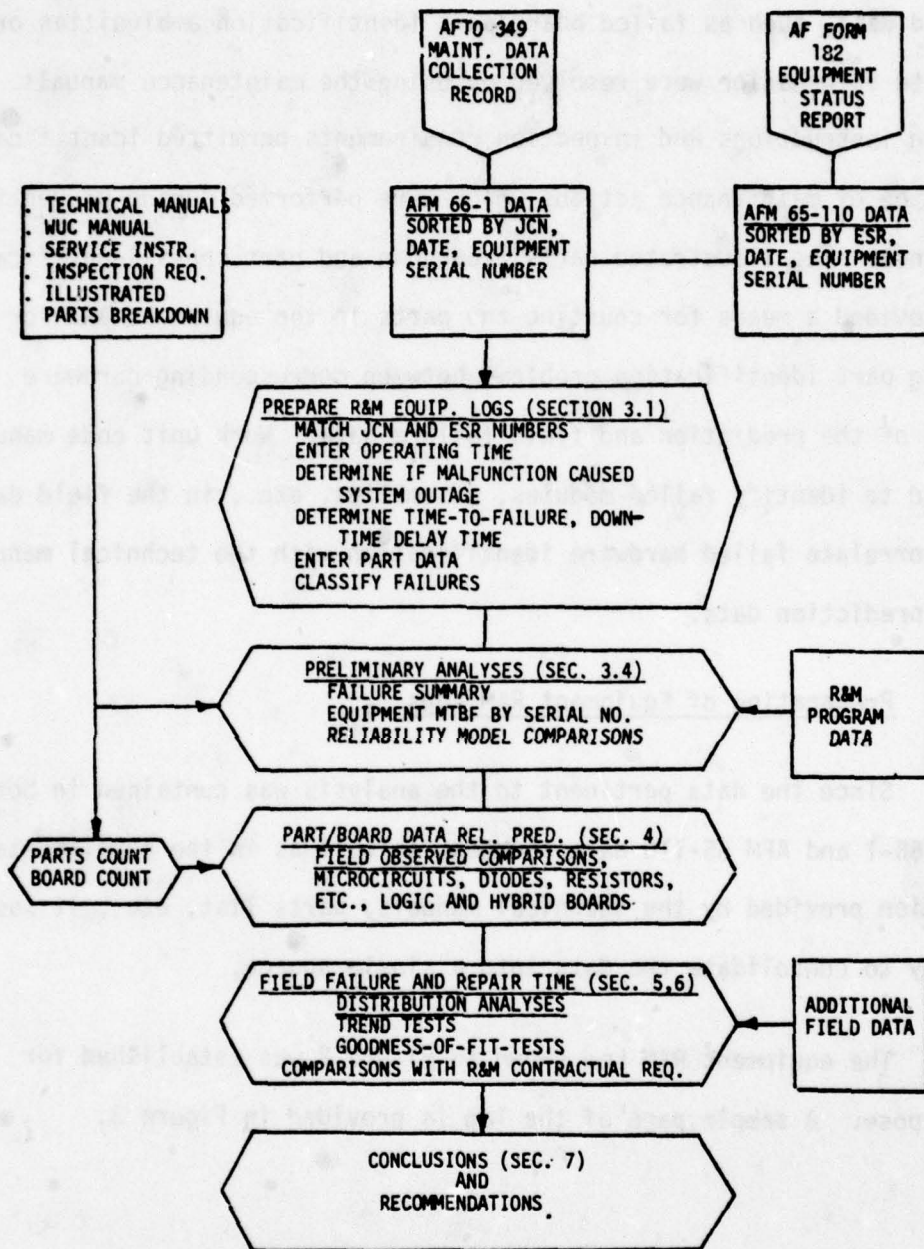 AFTO 349
MAINT. DATA
COLLECTION
RECORD
AF FORM
182
EQUIPMENT
STATUS
REPORT
. TECHNICAL MANUALS
WUC MANUAL
. SERVICE INSTR.
. INSPECTION REQ.
. ILLUSTRATED
PARTS BREAKDOWN
AFM 66-1 DATA
SORTED BY JCN,
DATE. EQUIPMENT
SERIAL NUMBER
AFM 65-110 DATA
SORTED BY ESR,
DATE. EQUIPMENT
SERIAL NUMBER
PREPARE R&M EQUIP. LOGS (SECTION 3.1)
MATCH JCN AND ESR NUMBERS
ENTER OPERATING TIME
DETERMINE IF MALFUNCTION CAUSED
SYSTEM OUTAGE
DETERMINE TIME-TO-FAILURE, DOWN-
TIME DELAY TIME
ENTER PART DATA
CLASSIFY FAILURES
PRELIMINARY ANALYSES (SEC. 3.4)
FAILURE SUMMARY
EQUIPMENT MTBF BY SERIAL NO.
RELIABILITY MODEL COMPARISONS
R&M
PROGRAM
DATA
PARTS COUNT
BOARD COUNT
PART/BOARD DATA REL. PRED. (SEC. 4)
FIELD OBSERVED COMPARISONS,
MICROCIRCUITS, DIODES, RESISTORS,
ETC., LOGIC AND HYBRID BOARDS
FIELD FAILURE AND REPAIR TIME (SEC. 5,6)
DISTRIBUTION ANALYSES
TREND TESTS
GOODNESS-OF-FIT-TESTS
COMPARISONS WITH R&M CONTRACTUAL REQ.
ADDITIONAL
FIELD DATA
CONCLUSIONS (SEC. 7)
AND
RECOMMENDATIONS.